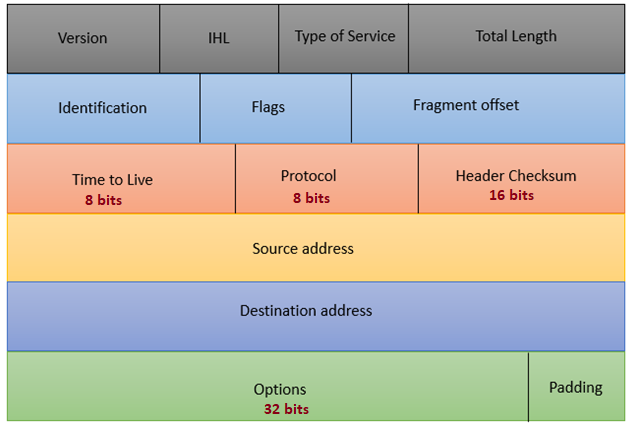 Version IHL Type of Service Total Length
Identification Flags Fragment offset
Time to Live Protocol Header Checksum
8 bits 8 bits 16 bits
Source address
Destination address
Options Padding
32 bits